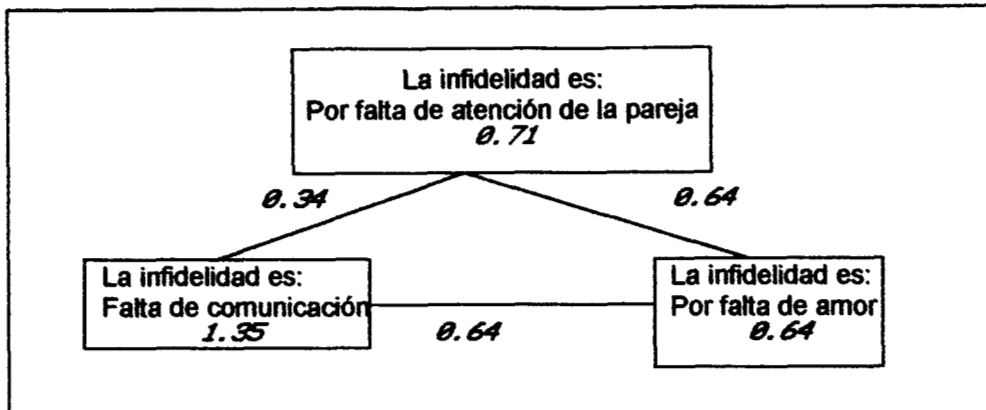 La infidelidad es:
Por falta de atención de la pareja
0.71
0.34
0.64
La infidelidad es:
Falta de comunicación
1.35
0.64
La infidelidad es:
Por falta de amor
0.64